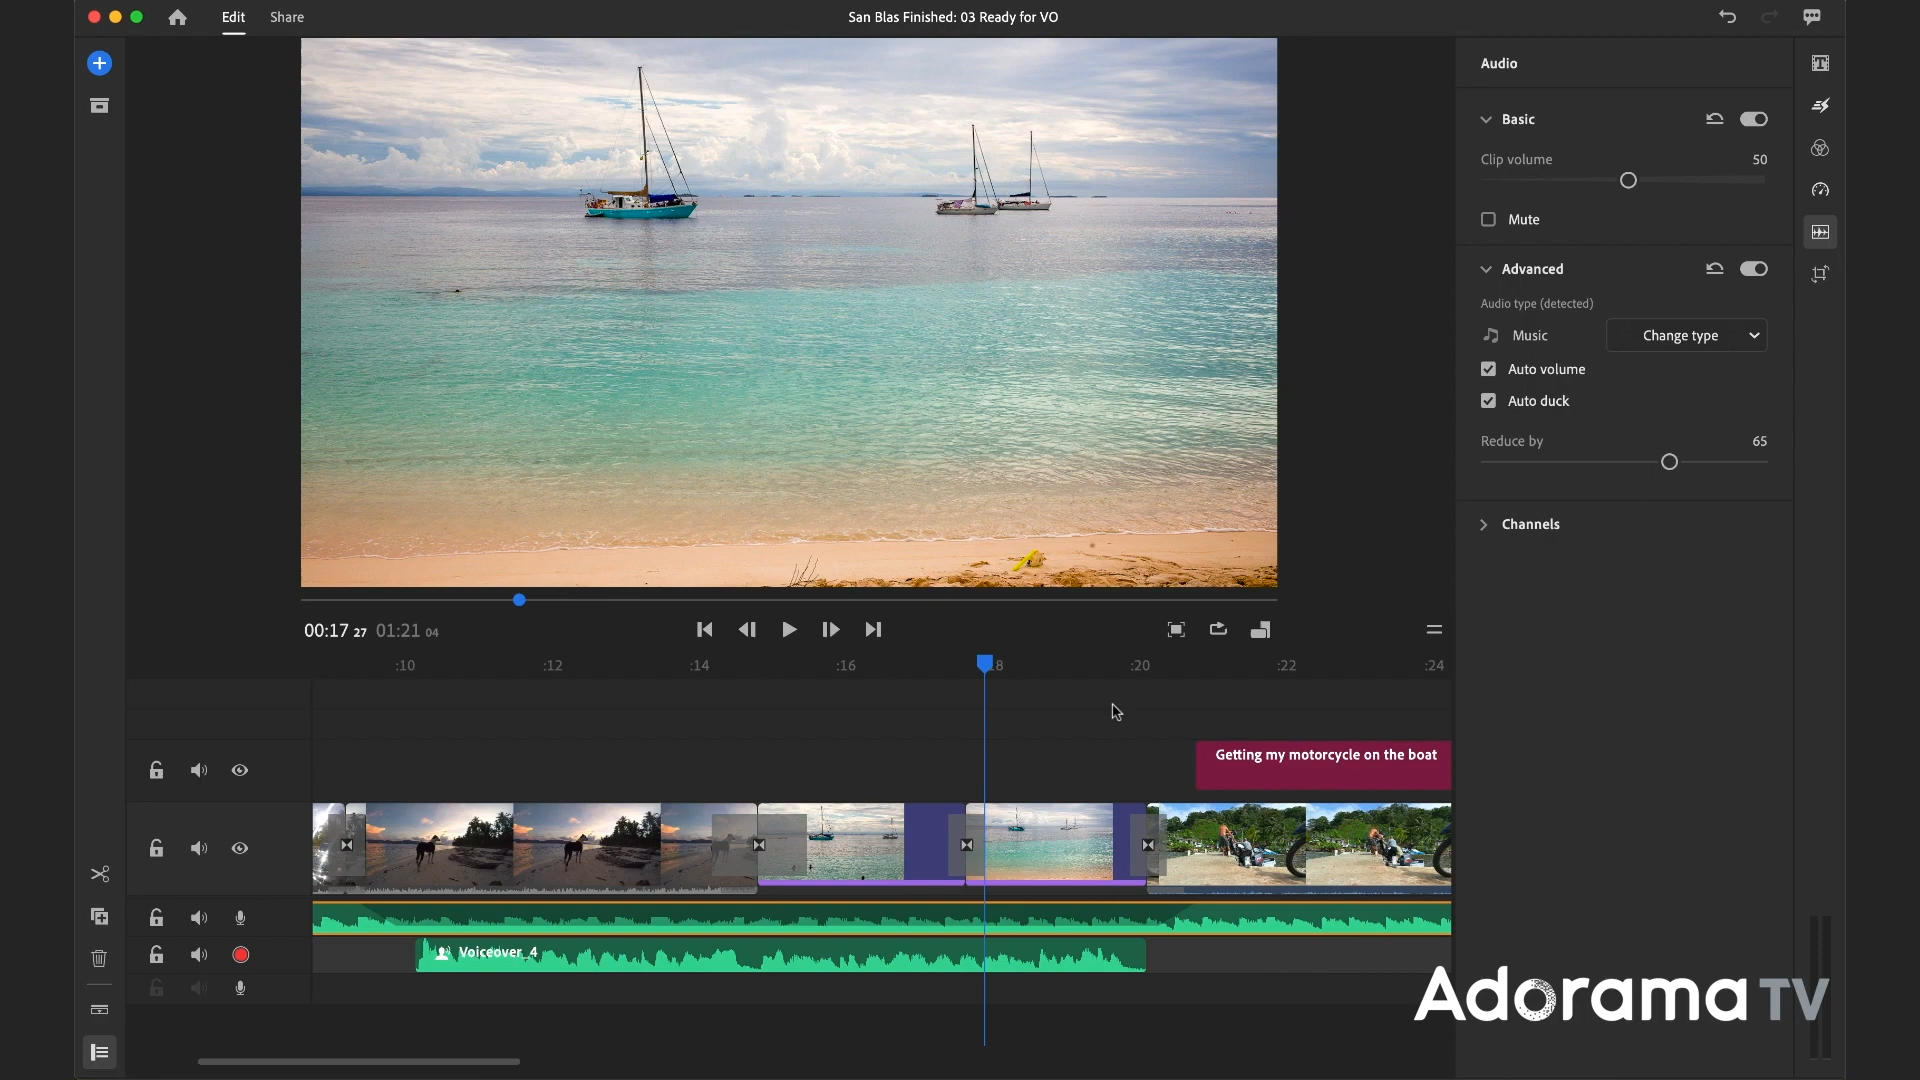 Edit Share San Blas Finished: 03 Ready for VO
Audio
Basic
Clip volume 50
Mute
Advanced
Audio type (detected)
Music Change type
Auto volume
Auto duck
Reduce by 65
Channels
00:17 27 01:21 04
:10 :12 :14 :16 :18 :20 :22 :24
Getting my motorcycle on the boat
Voiceover_4
Adorama TV